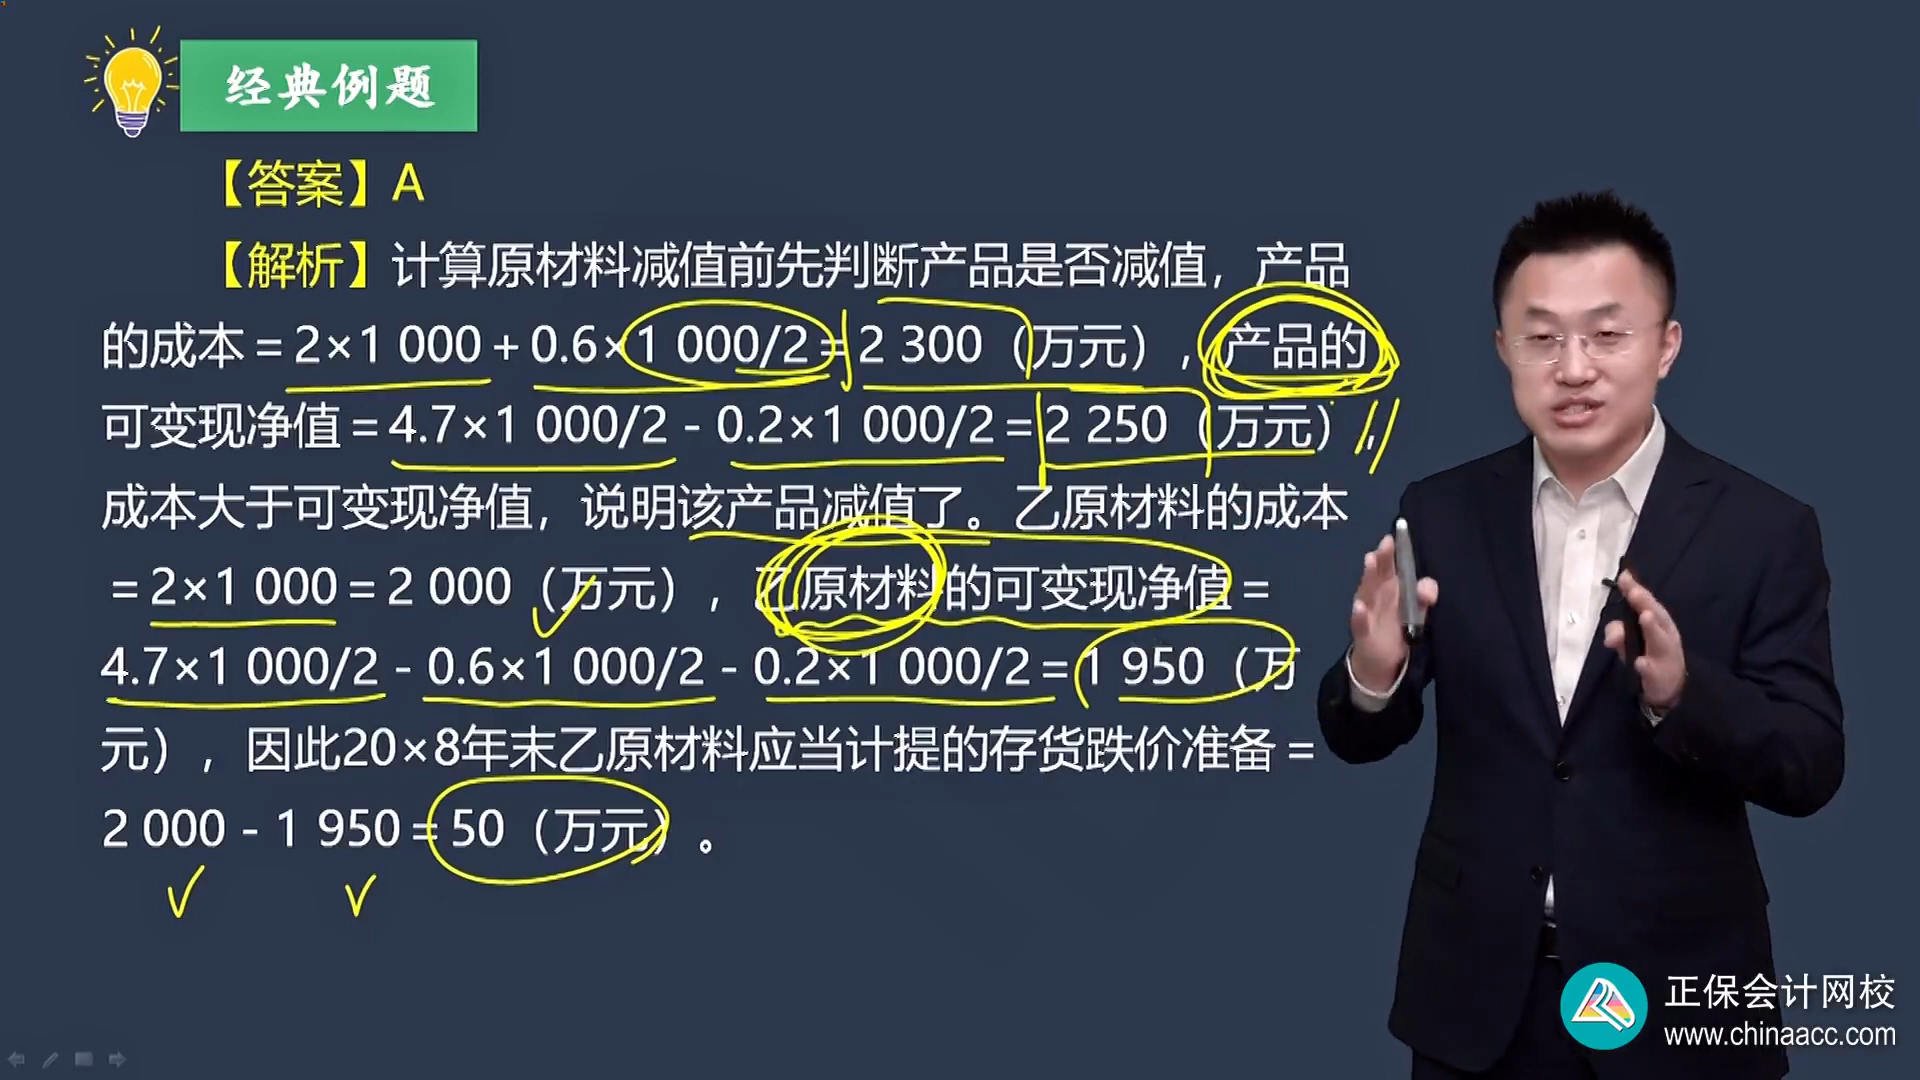 经典例题
【答案】A
【解析】计算原材料减值前先判断产品是否减值，产品
的成本＝2×1 000＋0.6×1 000/2＝2 300（万元），产品的
可变现净值＝4.7×1 000/2－0.2×1 000/2＝2 250（万元），
成本大于可变现净值，说明该产品减值了。乙原材料的成本
＝2×1 000＝2 000（万元），乙原材料的可变现净值＝
4.7×1 000/2－0.6×1 000/2－0.2×1 000/2＝1 950（万
元），因此20×8年末乙原材料应当计提的存货跌价准备＝
2 000－1 950＝50（万元）。
正保会计网校
www.chinaacc.com